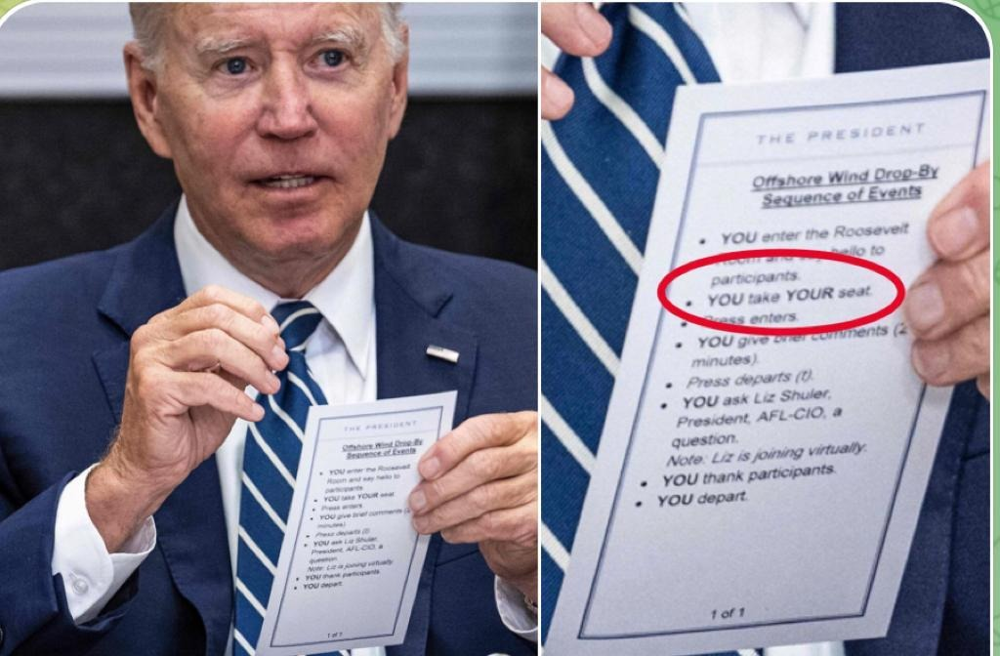 THE PRESIDENT
Offshore Wind Drop-By
Sequence of Events
• YOU enter the Roosevelt
Room and say hello to
participants.
• YOU take YOUR seat.
• Press enters.
• YOU give brief comments (2
minutes).
• Press departs (t).
• YOU ask Liz Shuler,
President, AFL-CIO, a
question.
Note: Liz is joining virtually.
• YOU thank participants.
• YOU depart.
1 of 1
THE PRESIDENT
Offshore Wind Drop-By
Sequence of Events
• YOU enter the Roosevelt
Room and say hello to
participants.
• YOU take YOUR seat.
• Press enters.
• YOU give brief comments (2
minutes).
• Press departs (t).
• YOU ask Liz Shuler,
President, AFL-CIO, a
question.
Note: Liz is joining virtually.
• YOU thank participants.
• YOU depart.
1 of 1